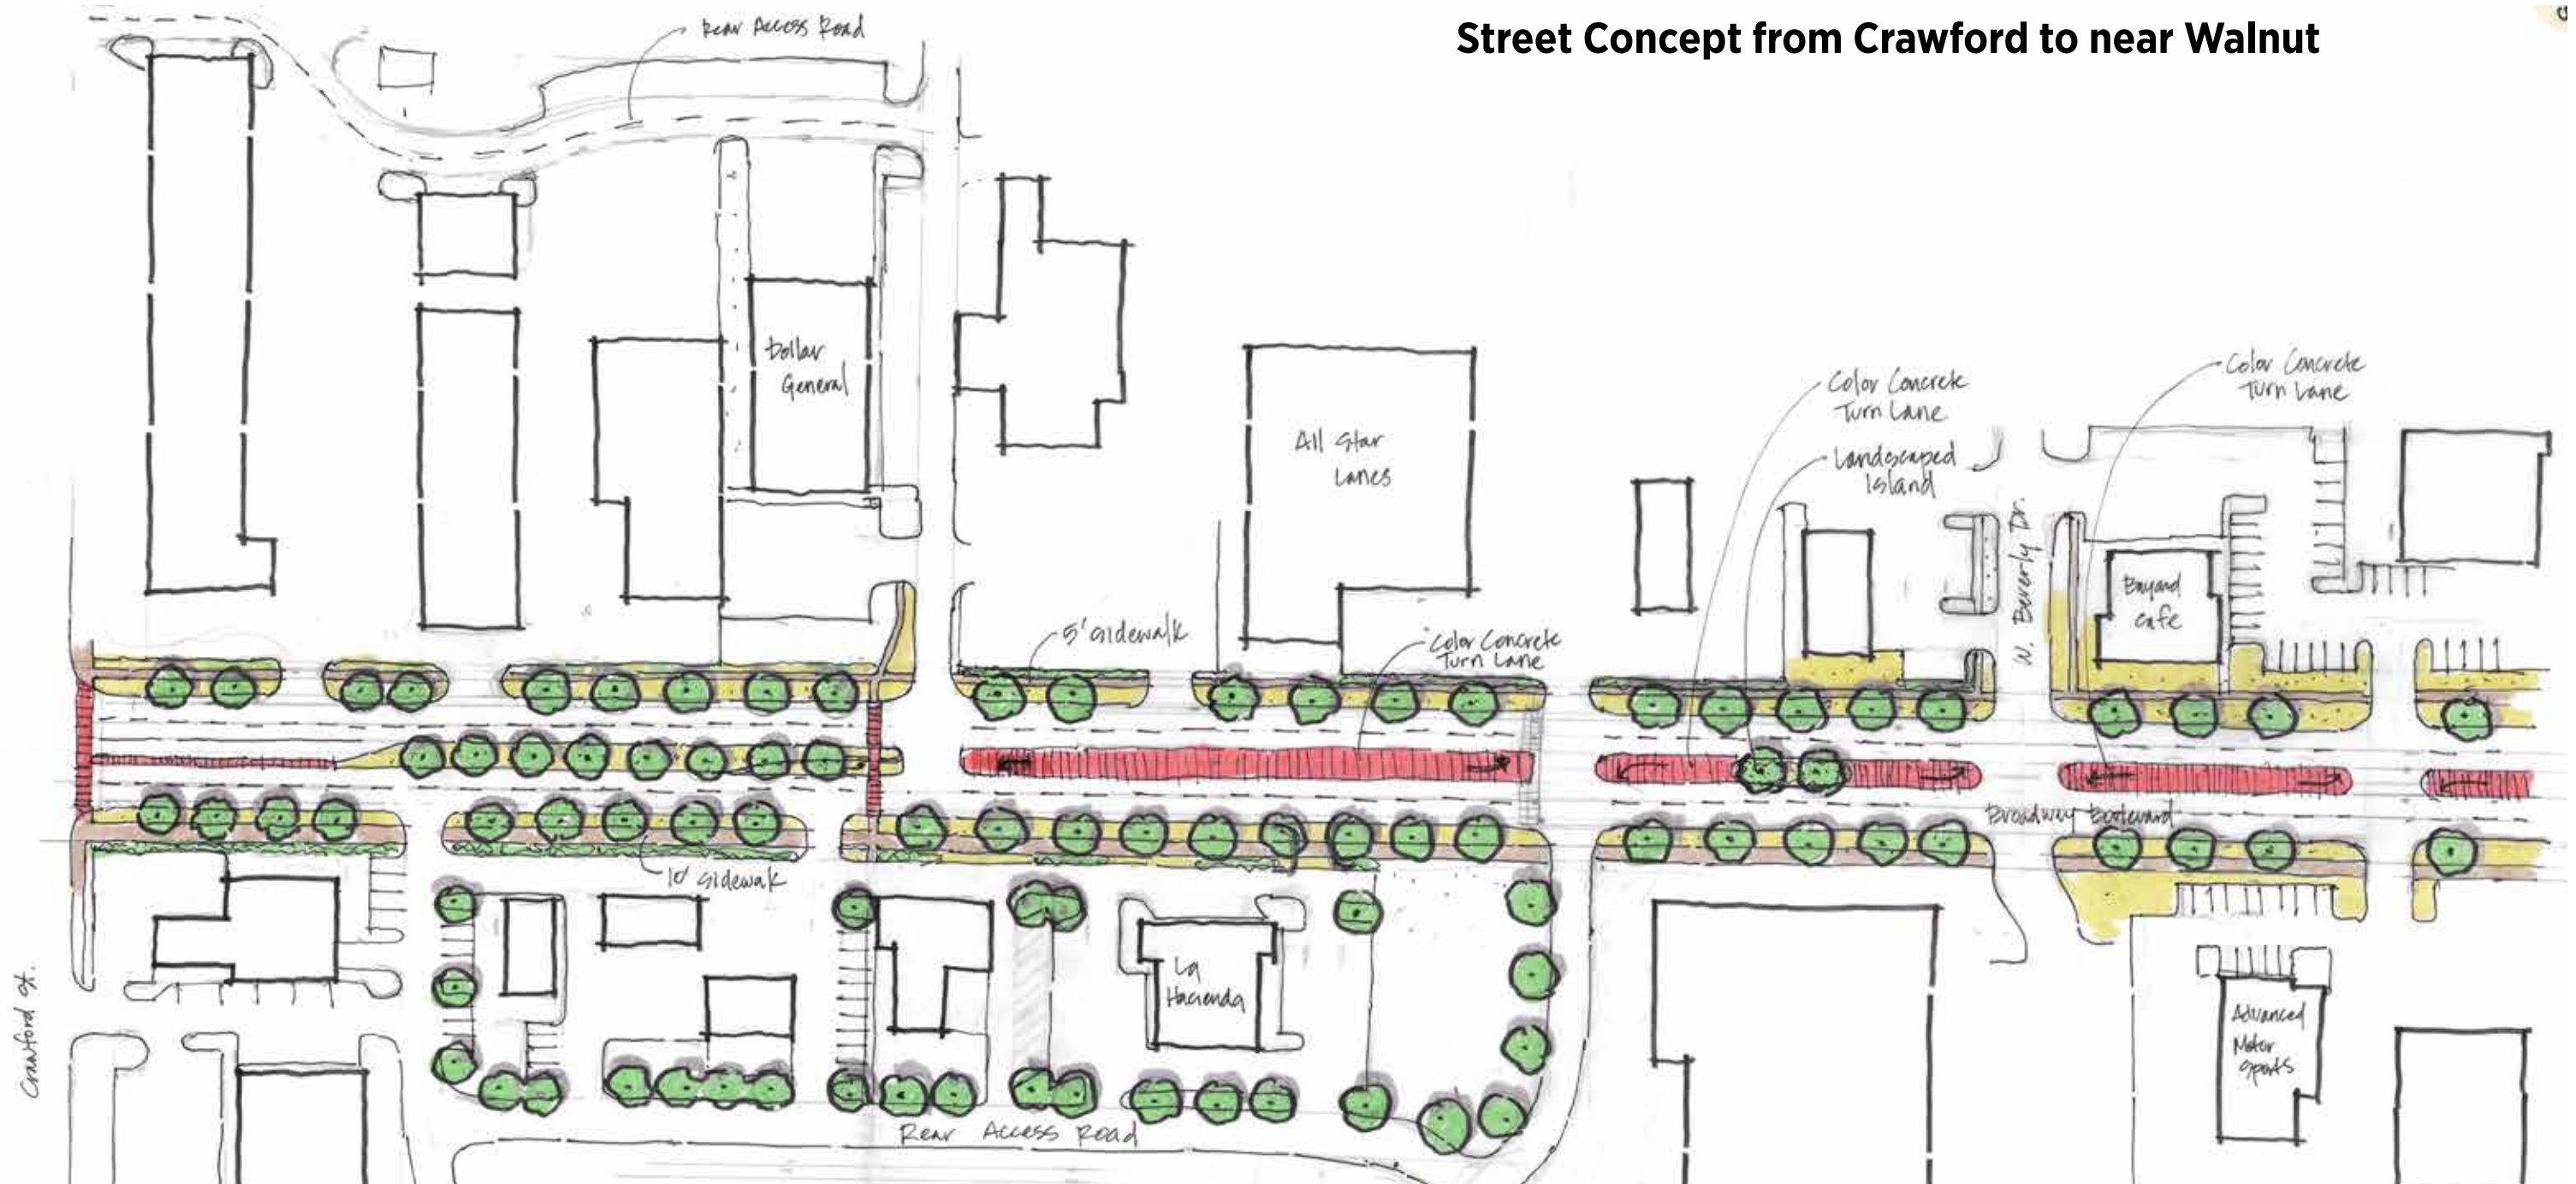 Street Concept from Crawford to near Walnut
Rear Access Road
Dollar
General
All Star
Lanes
Color Concrete
Turn Lane
Landscaped
Island
Color Concrete
Turn Lane
W. Beverly Dr.
Bayard
Cafe
5' Sidewalk
Color Concrete
Turn Lane
Broadway Boulevard
10' Sidewak
La
Hacienda
Advanced
Motor
Sports
Crawford St.
Rear Access Road